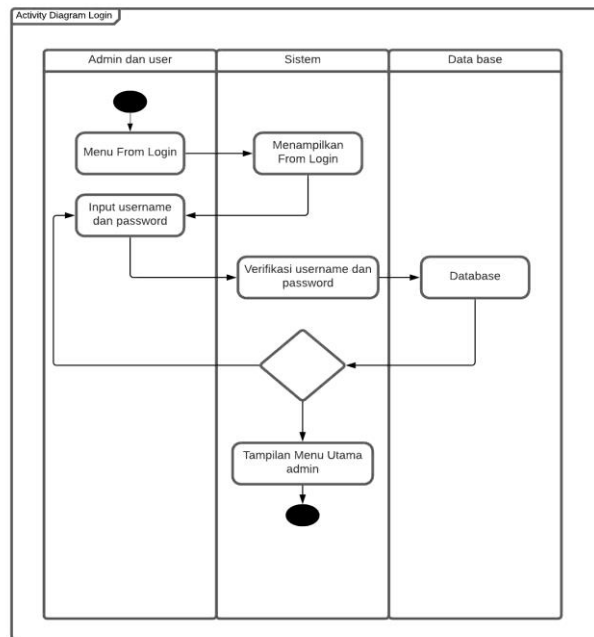 Activity Diagram Login
Admin dan user
Sistem
Data base
Menu From Login
Menampilkan
From Login
Input username
dan password
Verifikasi username dan
password
Database
Tampilan Menu Utama
admin